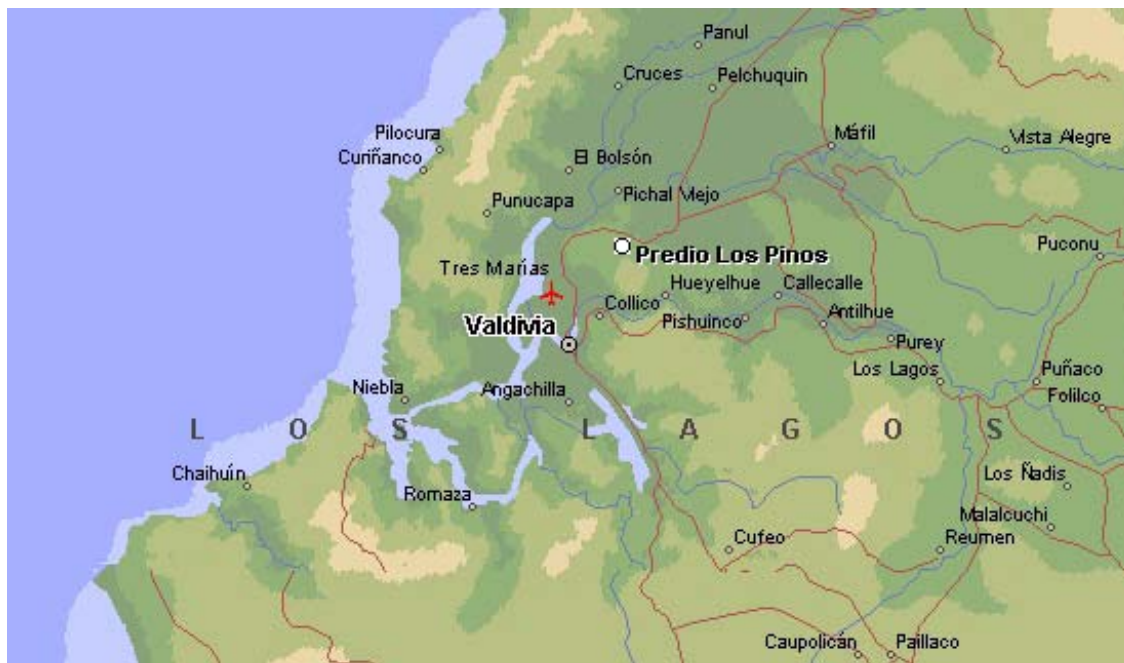 Panul
Cruces
Pelchuquin
Máfil
Pilocura
Vista Alegre
Curiñanco
El Bolsón
Pichal Viejo
Punucapa
Predio Los Pinos
Puconu
Tres Marías
Hueyelhue
Callecalle
Collico
Pishuinco
Antilhue
Valdivia
Purey
Los Lagos
Puñaco
Niebla
Angachilla
Folilco
L O S L A G O S
Chaihuín
Los Ñadis
Romaza
Malalcuchi
Cufeo
Reumen
Caupolicán
Paillaco